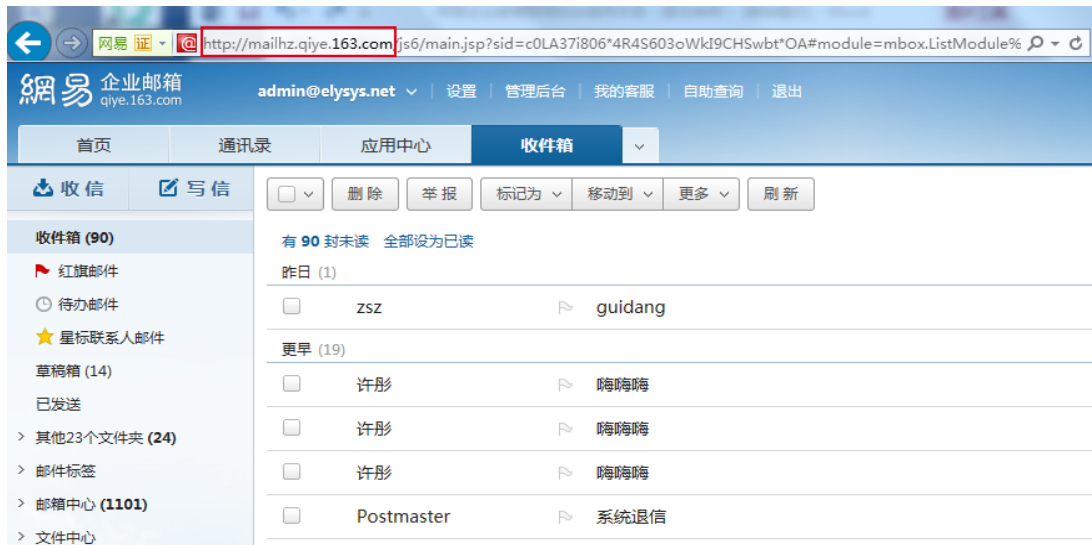 网易 证 http://mailhz.qiye.163.com/js6/main.jsp?sid=c0LA37i806*4R4S603oWkI9CHSwbt*OA#module=mbox.ListModule%
網易 企业邮箱
qiye.163.com
admin@elysys.net 设置 管理后台 我的客服 自助查询 退出
首页 通讯录 应用中心 收件箱
收信 写信
删除 举报 标记为 移动到 更多 刷新
收件箱 (90)
有 90 封未读 全部设为已读
红旗邮件
昨日 (1)
待办邮件
zsz guidang
星标联系人邮件
更早 (19)
草稿箱 (14)
许彤 嗨嗨嗨
已发送
许彤 嗨嗨嗨
其他23个文件夹 (24)
邮件标签
许彤 嗨嗨嗨
邮箱中心 (1101)
Postmaster 系统退信
文件中心